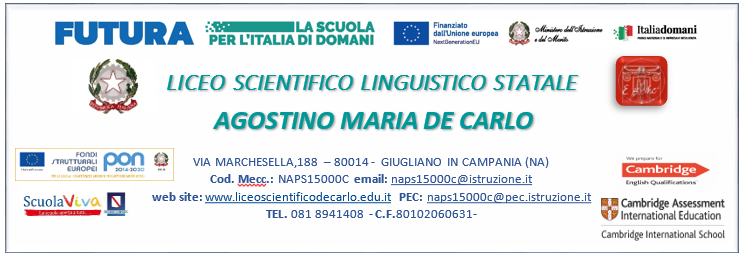 FUTURA
LA SCUOLA
PER L'ITALIA DI DOMANI
Finanziato
dall'Unione europea
NextGenerationEU
Ministero dell'Istruzione
e del Merito
Italiadomani
LICEO SCIENTIFICO LINGUISTICO STATALE
AGOSTINO MARIA DE CARLO
FONDI
STRUTTURALI
EUROPEI
pon
2014-2020
VIA MARCHESELLA,188 – 80014 - GIUGLIANO IN CAMPANIA (NA)
Cod. Mecc.: NAPS15000C email: naps15000c@istruzione.it
web site: www.liceoscientificodecarlo.edu.it PEC: naps15000c@pec.istruzione.it
TEL. 081 8941408 - C.F.80102060631-
ScuolaViva
La scuola aperta a tutti
We prepare for
Cambridge
English Qualifications
Cambridge Assessment
International Education
Cambridge International School